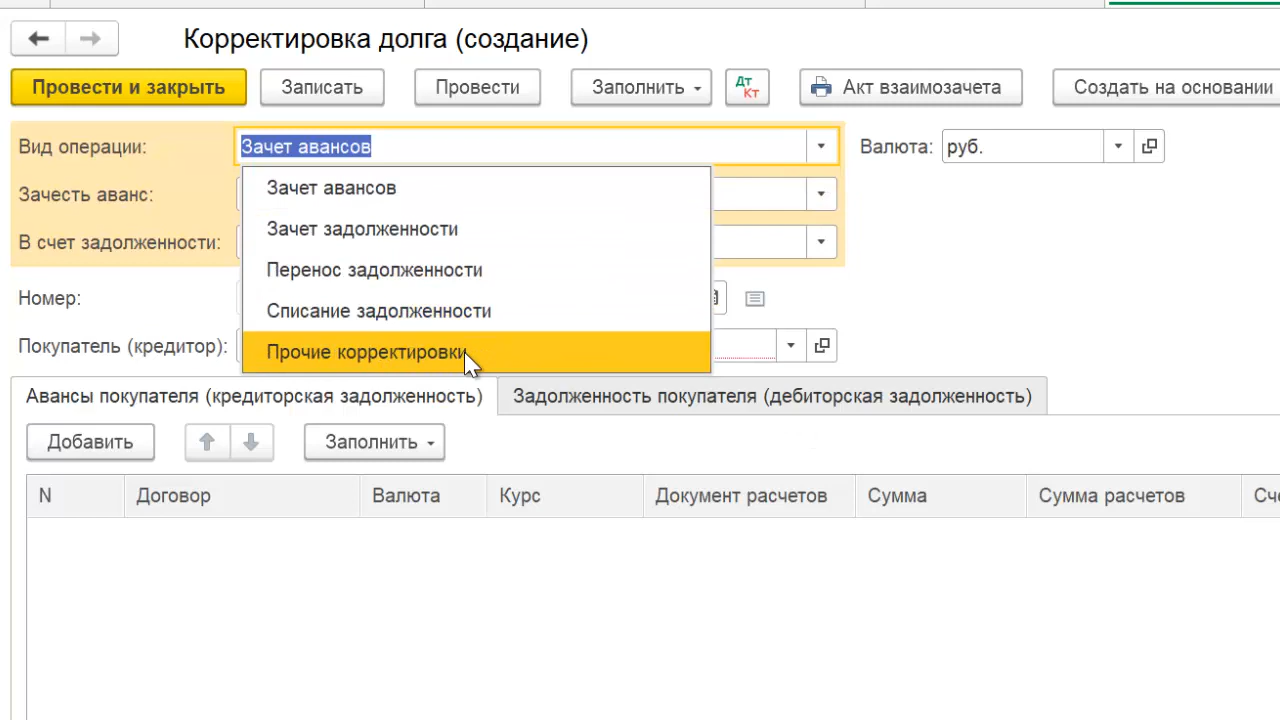 Корректировка долга (создание)
Провести и закрыть Записать Провести Заполнить Дт Кт Акт взаимозачета Создать на основании
Вид операции: Зачет авансов Валюта: руб.
Зачесть аванс: Зачет авансов
В счет задолженности: Зачет задолженности
Перенос задолженности
Номер: Списание задолженности
Покупатель (кредитор): Прочие корректировки
Авансы покупателя (кредиторская задолженность) Задолженность покупателя (дебиторская задолженность)
Добавить Заполнить
N Договор Валюта Курс Документ расчетов Сумма Сумма расчетов